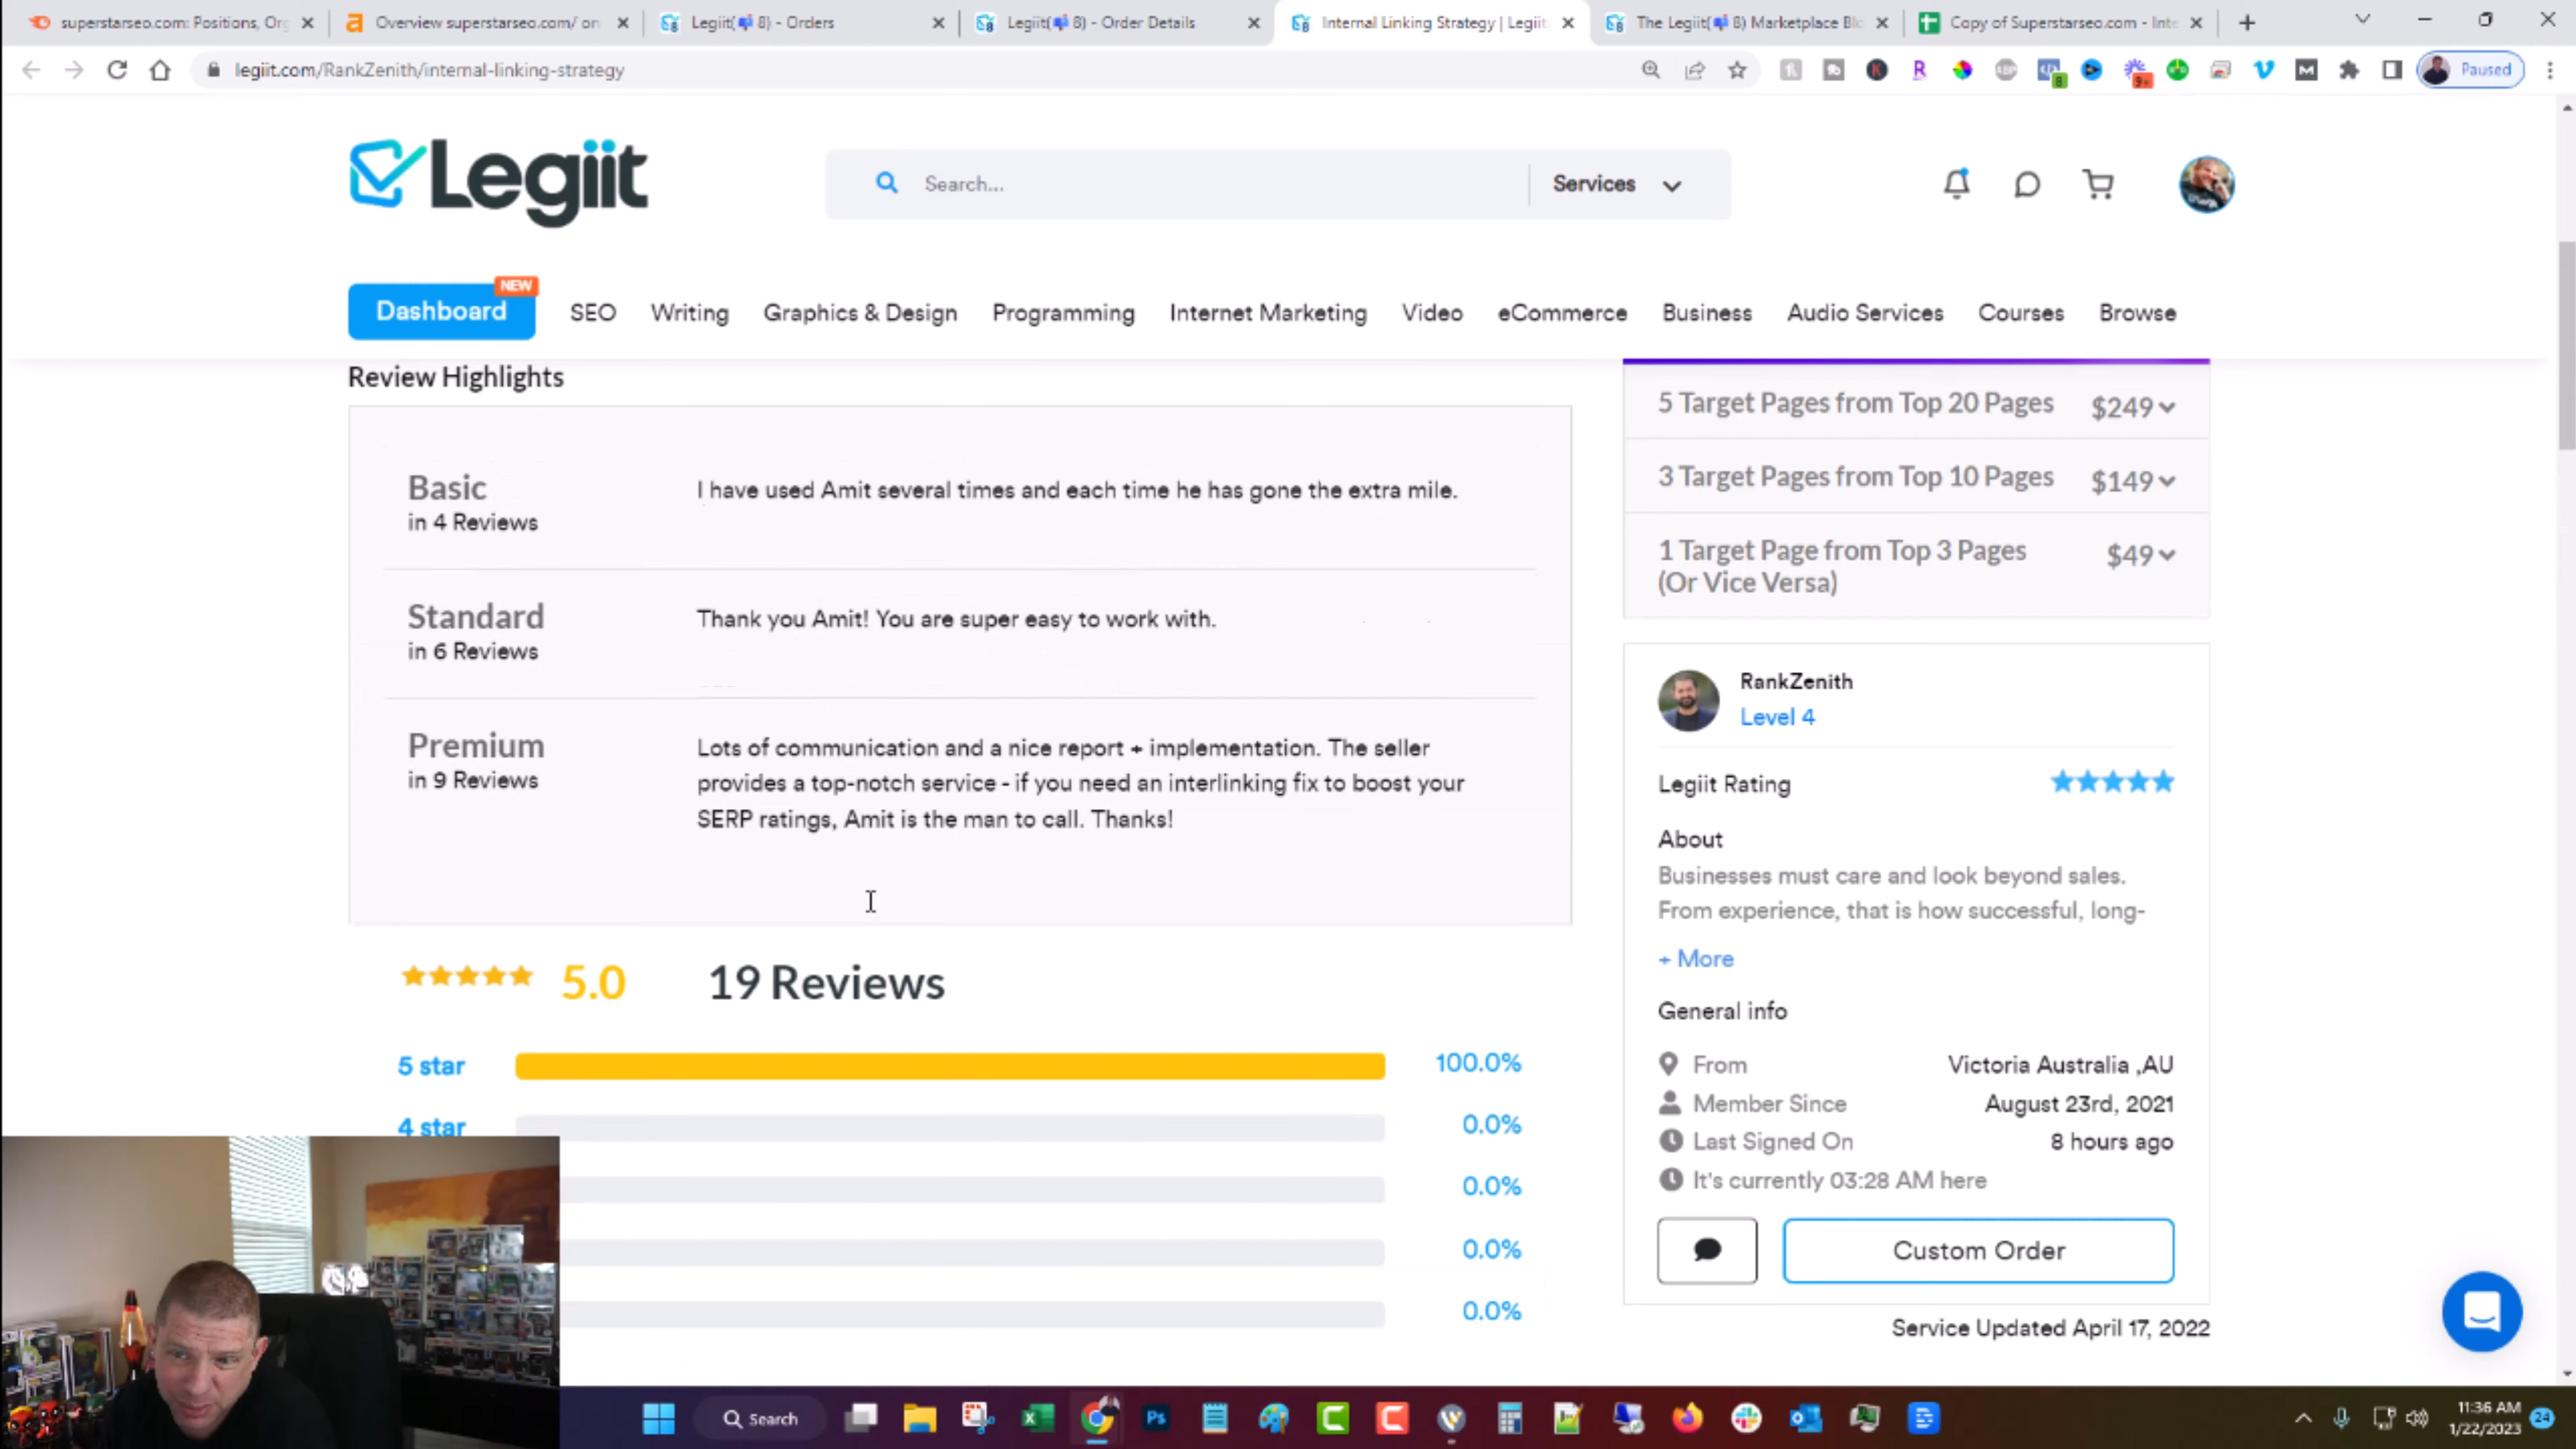 superstarseo.com: Positions, Org
Overview superstarseo.com/ on
Legiit(📬 8) - Orders
Legiit(📬 8) - Order Details
Internal Linking Strategy | Legiit
The Legiit(📬 8) Marketplace Blo
Copy of Superstarseo.com - Inte
legiit.com/RankZenith/internal-linking-strategy
Paused
Legiit
Search...
Services
NEW
Dashboard
SEO
Writing
Graphics & Design
Programming
Internet Marketing
Video
eCommerce
Business
Audio Services
Courses
Browse
Review Highlights
Basic
in 4 Reviews
I have used Amit several times and each time he has gone the extra mile.
Standard
in 6 Reviews
Thank you Amit! You are super easy to work with.
Premium
in 9 Reviews
Lots of communication and a nice report + implementation. The seller
provides a top-notch service - if you need an interlinking fix to boost your
SERP ratings, Amit is the man to call. Thanks!
5.0
19 Reviews
5 star
100.0%
4 star
0.0%
0.0%
0.0%
0.0%
5 Target Pages from Top 20 Pages $249
3 Target Pages from Top 10 Pages $149
1 Target Page from Top 3 Pages $49
(Or Vice Versa)
RankZenith
Level 4
Legiit Rating
About
Businesses must care and look beyond sales.
From experience, that is how successful, long-
+ More
General info
From Victoria Australia ,AU
Member Since August 23rd, 2021
Last Signed On 8 hours ago
It's currently 03:28 AM here
Custom Order
Service Updated April 17, 2022
Search
Ps
11:36 AM
1/22/2023
24